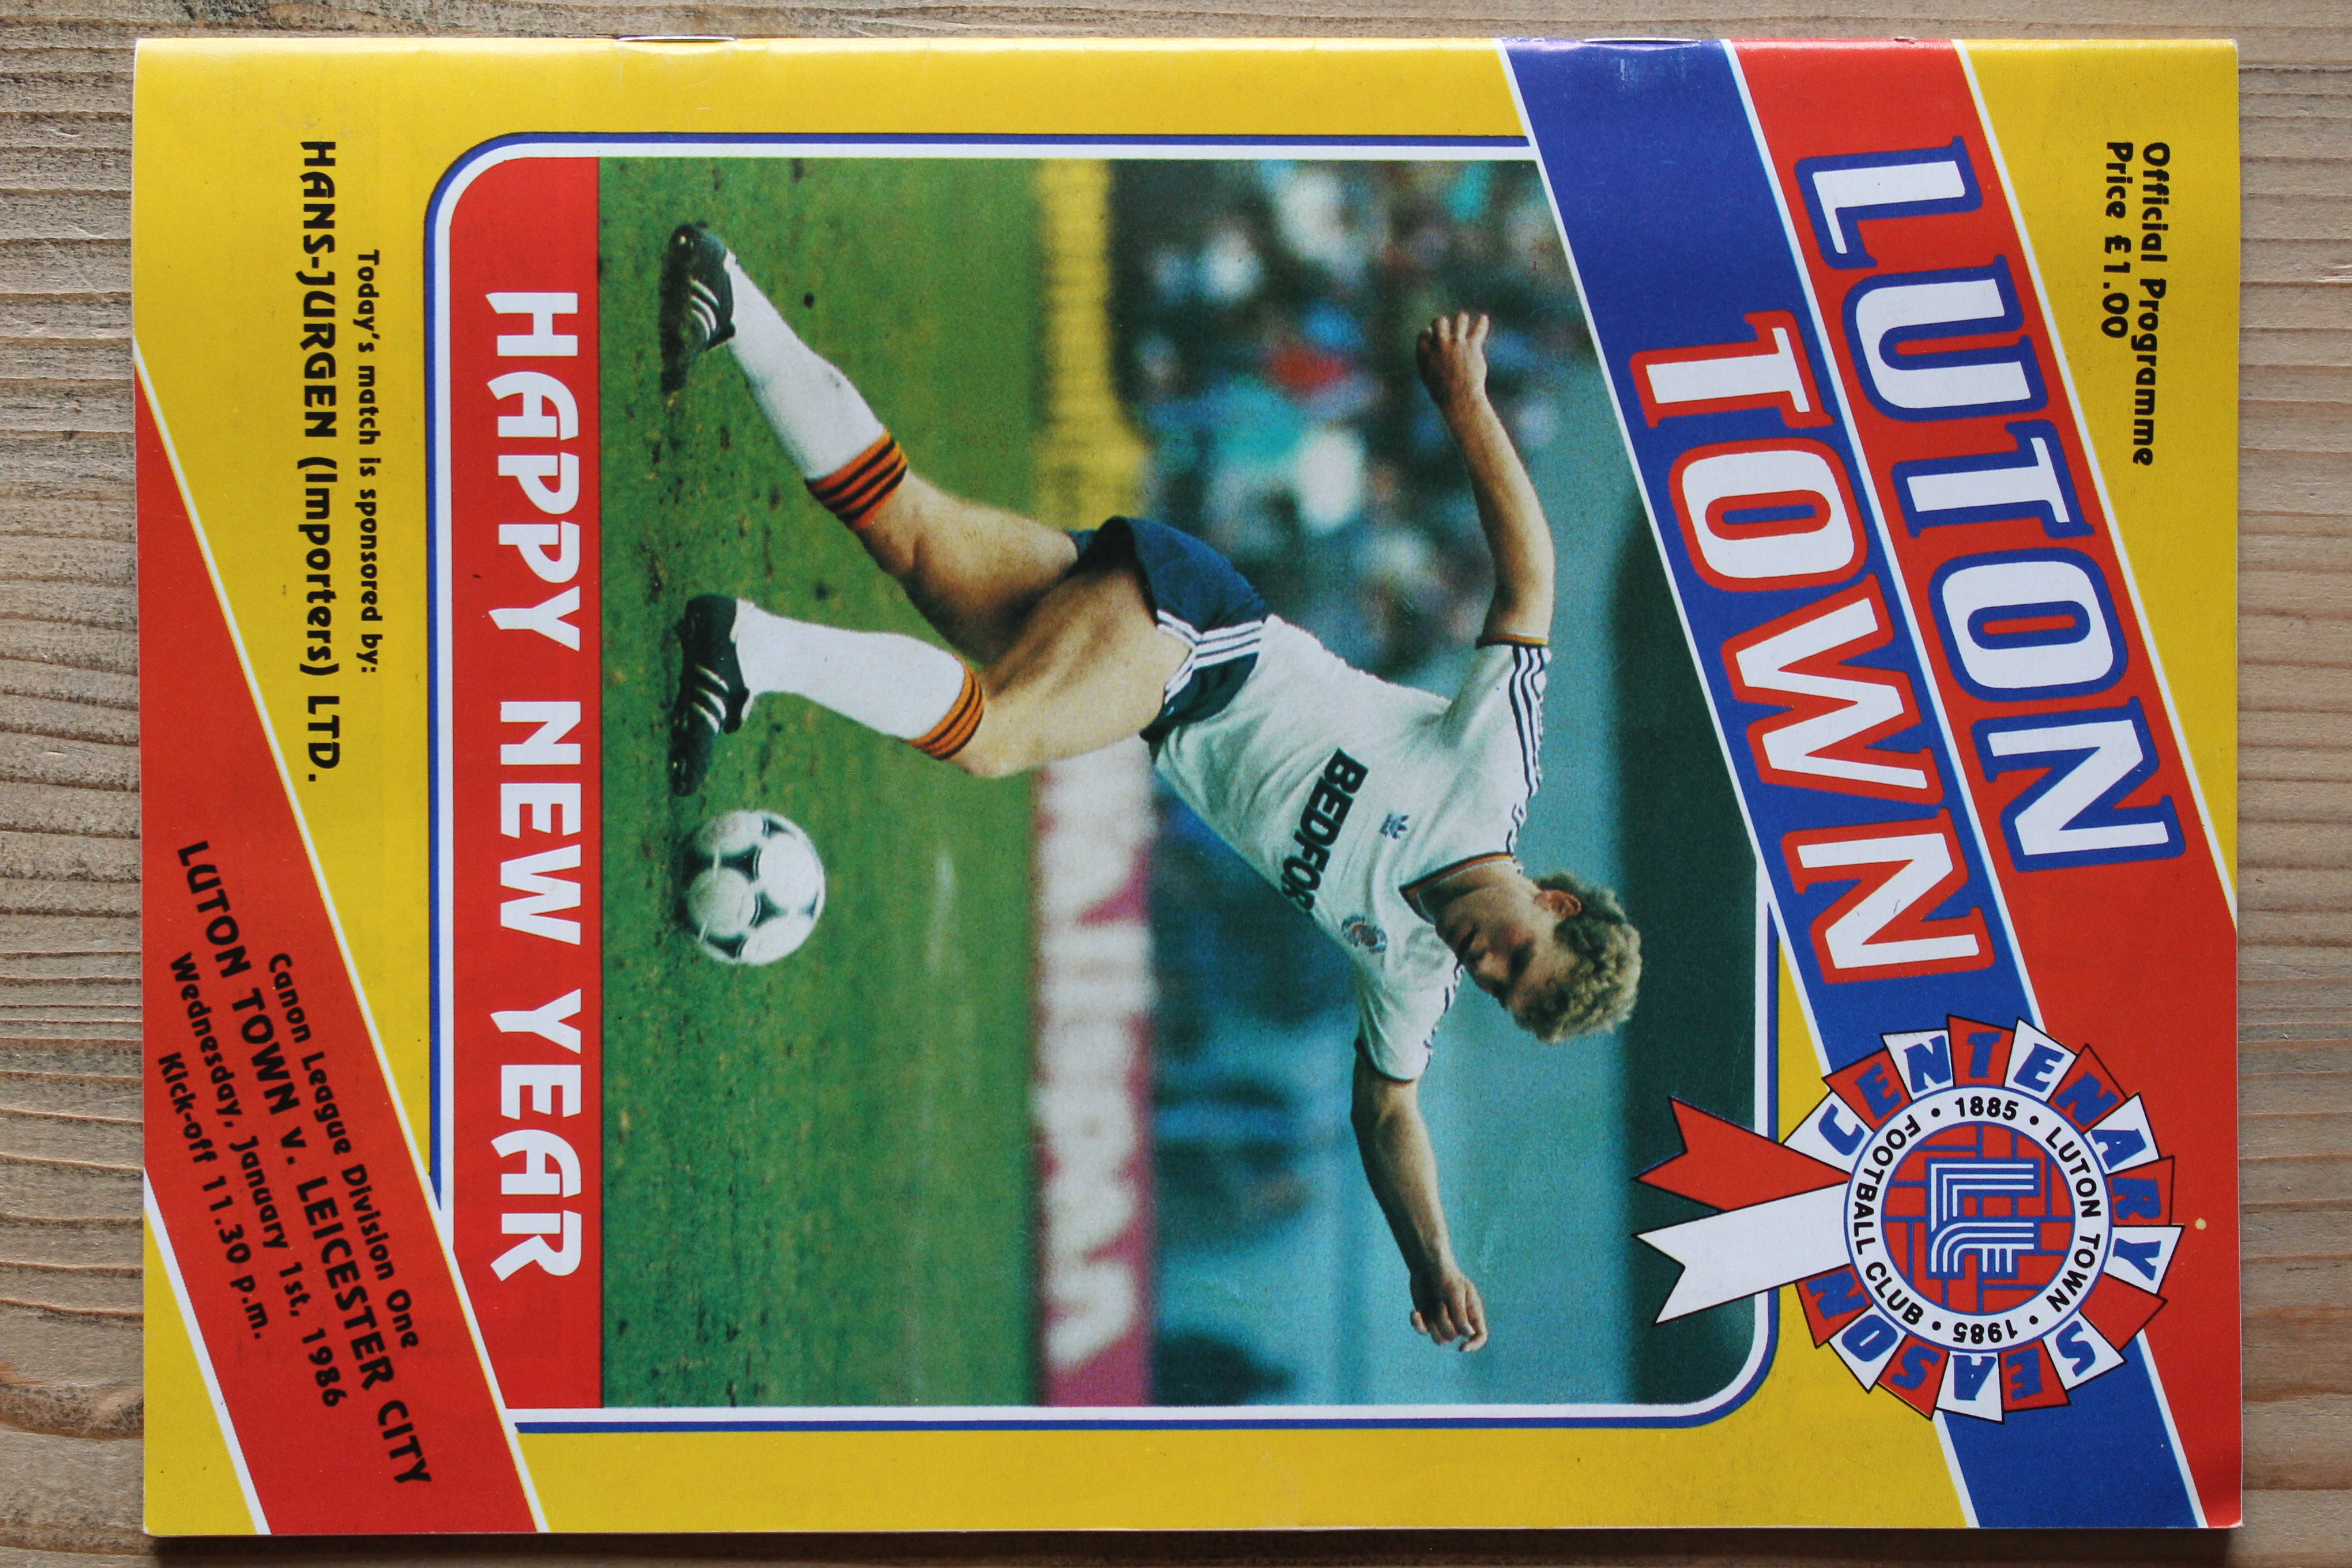 Official Programme
Price £1.00
LUTON
TOWN
CENTENARY SEASON
• 1885 • LUTON TOWN • 1985 • FOOTBALL CLUB
HAPPY NEW YEAR
Today's match is sponsored by:
HANS-JURGEN (Importers) LTD.
Canon League Division One
LUTON TOWN v. LEICESTER CITY
Wednesday, January 1st, 1986
Kick-off 11.30 p.m.